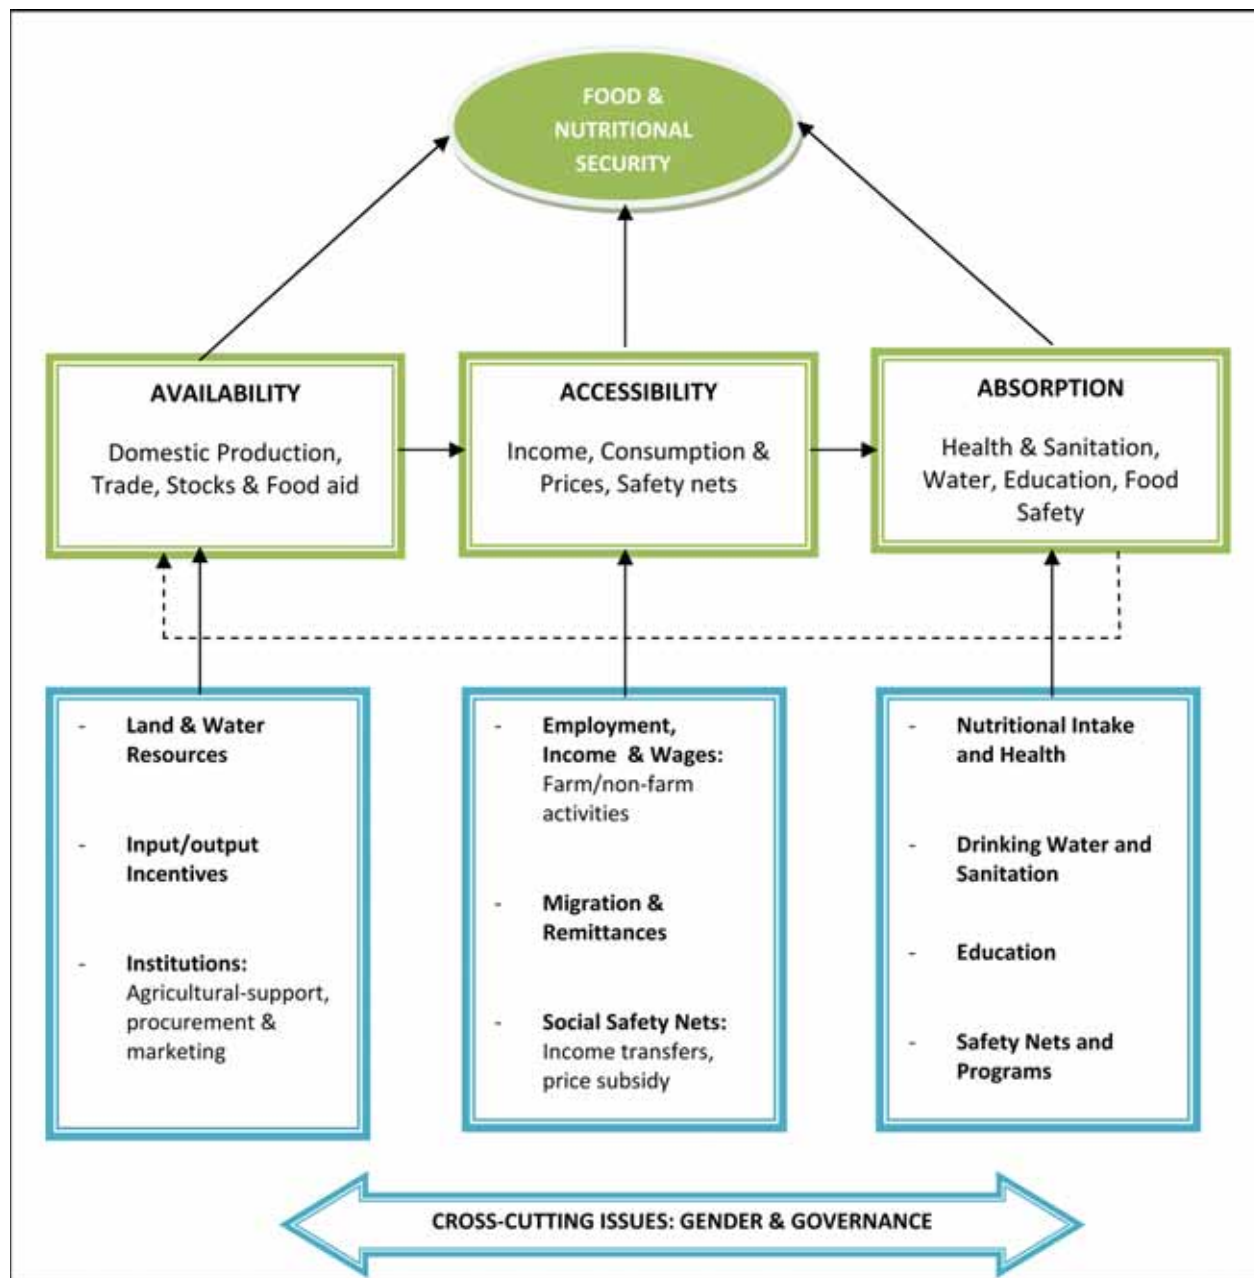 FOOD &
NUTRITIONAL
SECURITY
AVAILABILITY
Domestic Production,
Trade, Stocks & Food aid
ACCESSIBILITY
Income, Consumption &
Prices, Safety nets
ABSORPTION
Health & Sanitation,
Water, Education, Food
Safety
- Land & Water
Resources
- Input/output
Incentives
- Institutions:
Agricultural-support,
procurement &
marketing
- Employment,
Income & Wages:
Farm/non-farm
activities
- Migration &
Remittances
- Social Safety Nets:
Income transfers,
price subsidy
- Nutritional Intake
and Health
- Drinking Water and
Sanitation
- Education
- Safety Nets and
Programs
CROSS-CUTTING ISSUES: GENDER & GOVERNANCE